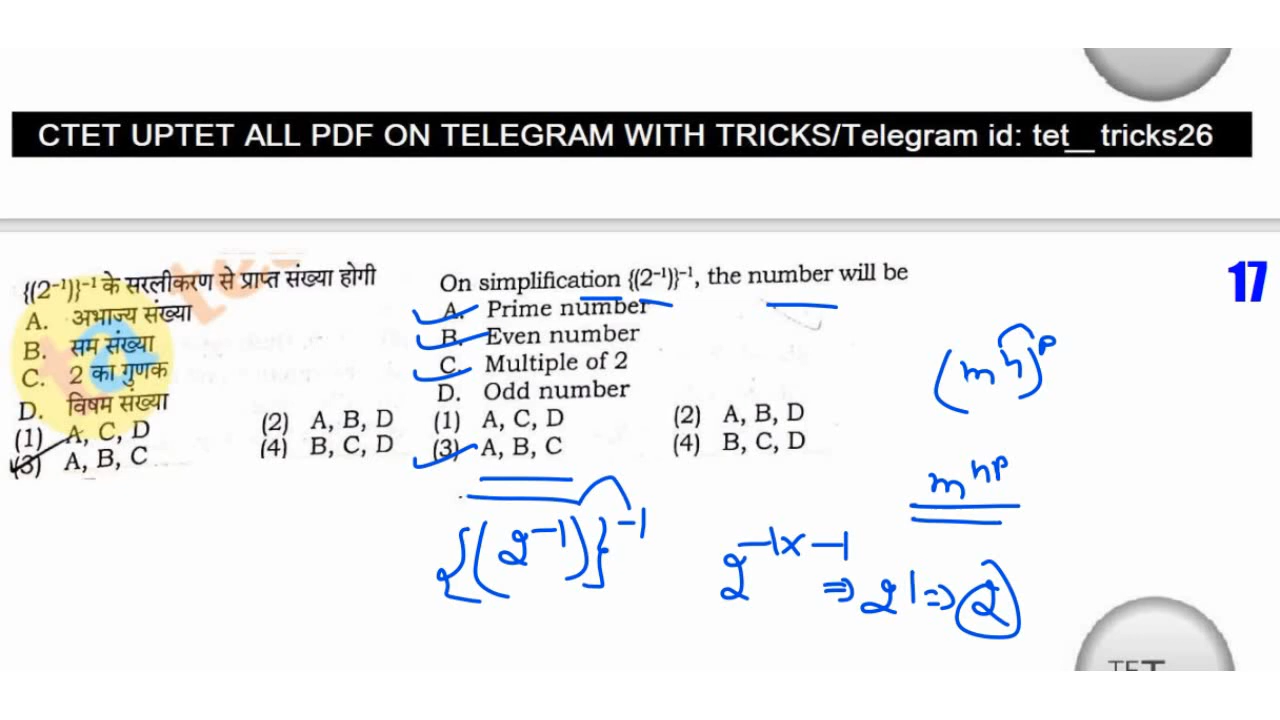 CTET UPTET ALL PDF ON TELEGRAM WITH TRICKS/Telegram id: tet__tricks26
17
{(2⁻¹)}⁻¹ के सरलीकरण से प्राप्त संख्या होगी
A. अभाज्य संख्या
B. सम संख्या
C. 2 का गुणक
D. विषम संख्या
(1) A, C, D (2) A, B, D
(3) A, B, C (4) B, C, D
On simplification {(2⁻¹)}⁻¹, the number will be
A. Prime number
B. Even number
C. Multiple of 2
D. Odd number
(1) A, C, D (2) A, B, D
(3) A, B, C (4) B, C, D
(mⁿ)ᵖ
mⁿᵖ
{(2⁻¹)}⁻¹
2⁻¹ˣ⁻¹ ⇒ 2¹ ⇒ 2
TET